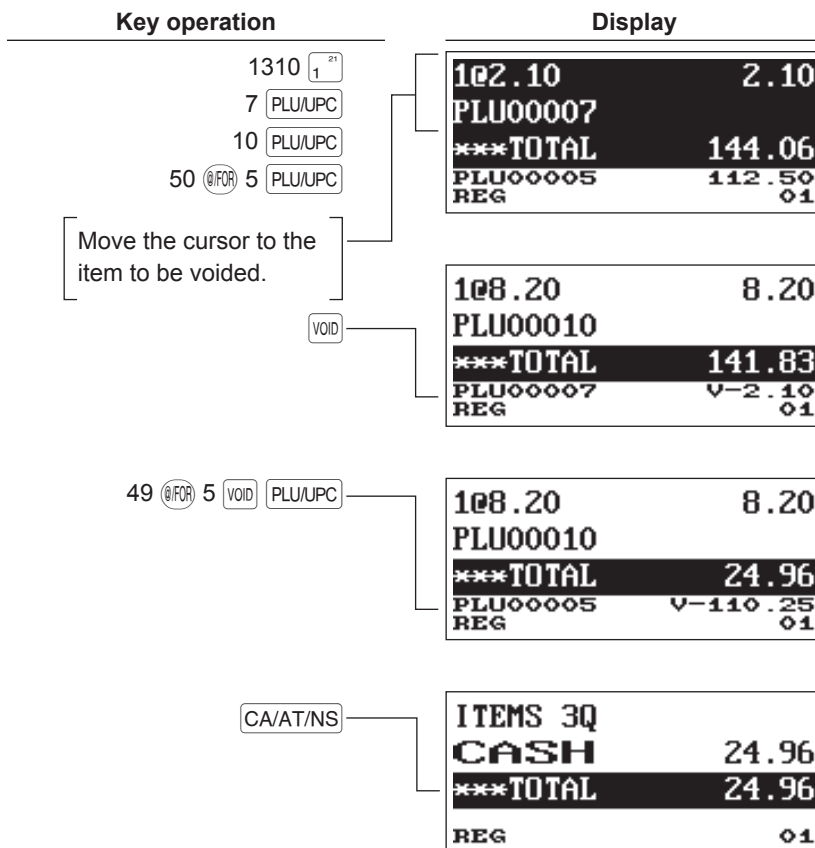 Key operation
Display
1310 1 21
7 PLU/UPC
10 PLU/UPC
50 @/FOR 5 PLU/UPC
Move the cursor to the
item to be voided.
1@2.10 2.10
PLU00007
***TOTAL 144.06
PLU00005 112.50
REG 01
VOID
1@8.20 8.20
PLU00010
***TOTAL 141.83
PLU00007 V-2.10
REG 01
49 @/FOR 5 VOID PLU/UPC
1@8.20 8.20
PLU00010
***TOTAL 24.96
PLU00005 V-110.25
REG 01
CA/AT/NS
ITEMS 3Q
CASH 24.96
***TOTAL 24.96
REG 01